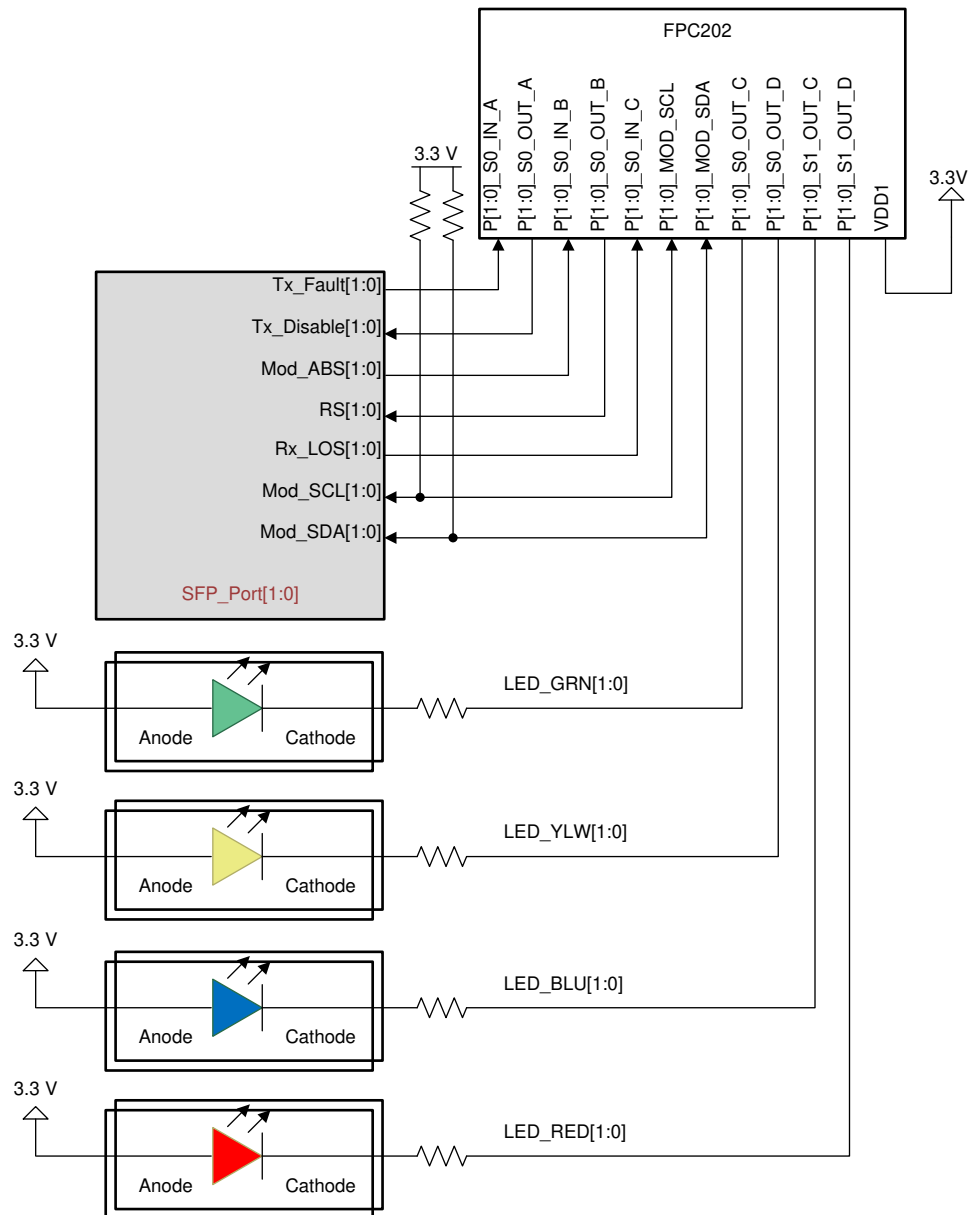 FPC202
P[1:0]_S0_IN_A
P[1:0]_S0_OUT_A
P[1:0]_S0_IN_B
P[1:0]_S0_OUT_B
P[1:0]_S0_IN_C
P[1:0]_MOD_SCL
P[1:0]_MOD_SDA
P[1:0]_S0_OUT_C
P[1:0]_S0_OUT_D
P[1:0]_S1_OUT_C
P[1:0]_S1_OUT_D
VDD1
3.3 V
3.3V
Tx_Fault[1:0]
Tx_Disable[1:0]
Mod_ABS[1:0]
RS[1:0]
Rx_LOS[1:0]
Mod_SCL[1:0]
Mod_SDA[1:0]
SFP_Port[1:0]
3.3 V
LED_GRN[1:0]
Anode
Cathode
3.3 V
LED_YLW[1:0]
Anode
Cathode
3.3 V
LED_BLU[1:0]
Anode
Cathode
3.3 V
LED_RED[1:0]
Anode
Cathode